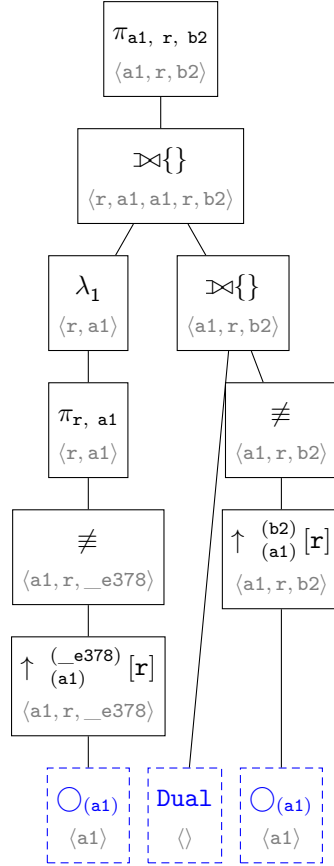 π a1, r, b2
⟨a1, r, b2⟩
⟕{}
⟨r, a1, a1, r, b2⟩
λ1
⟨r, a1⟩
⟕{}
⟨a1, r, b2⟩
π r, a1
⟨r, a1⟩
≢
⟨a1, r, b2⟩
≢
⟨a1, r, __e378⟩
↑ (b2) (a1) [r]
⟨a1, r, b2⟩
↑ (__e378) (a1) [r]
⟨a1, r, __e378⟩
◯(a1)
⟨a1⟩
Dual
⟨⟩
◯(a1)
⟨a1⟩